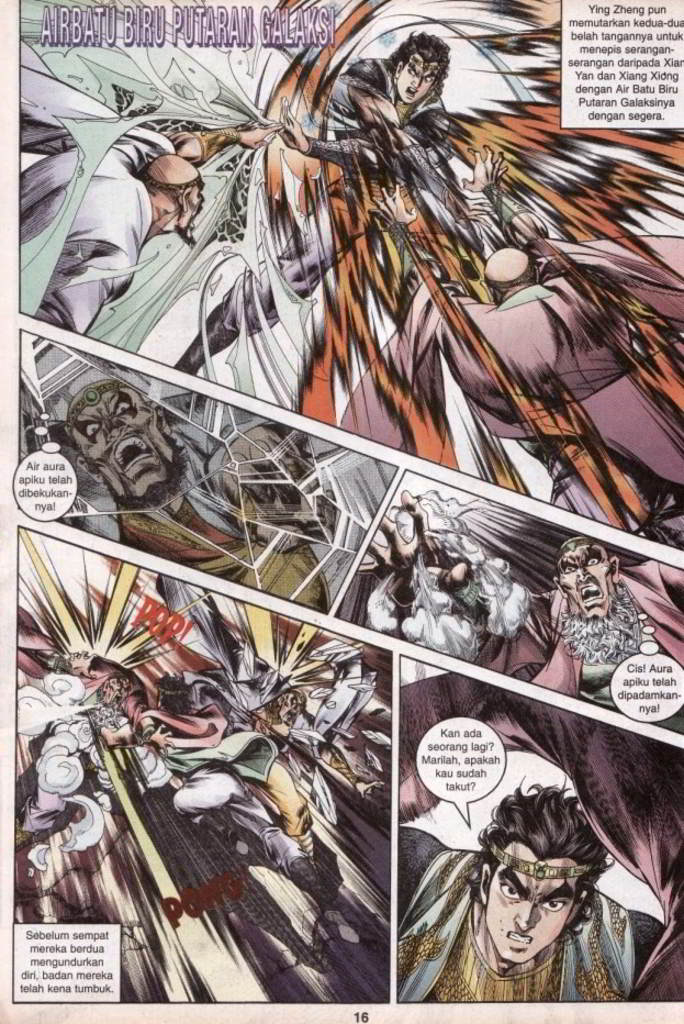 AIRBATU BIRU PUTARAN GALAKSI
Ying Zheng pun
memutarkan kedua-dua
belah tangannya untuk
menepis serangan-
serangan daripada Xian
Yan dan Xiang Xiong
dengan Air Batu Biru
Putaran Galaksinya
dengan segera.
Air aura
apiku telah
dibekukan-
nya!
Cis! Aura
apiku telah
dipadamkan-
nya!
POP!
PONG!
Sebelum sempat
mereka berdua
mengundurkan
diri, badan mereka
telah kena tumbuk.
Kan ada
seorang lagi?
Marilah, apakah
kau sudah
takut?
16